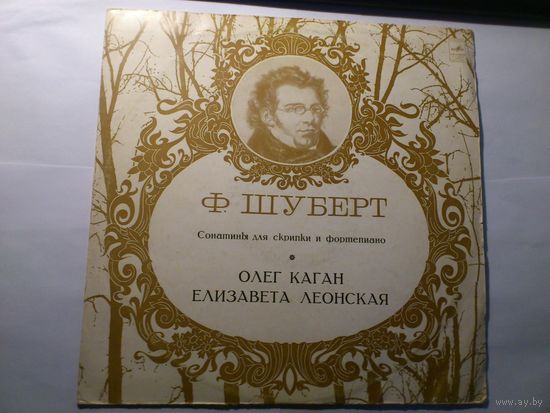 Ф. ШУБЕРТ
Сонатины для скрипки и фортепиано
ОЛЕГ КАГАН
ЕЛИЗАВЕТА ЛЕОНСКАЯ
www.ay.by